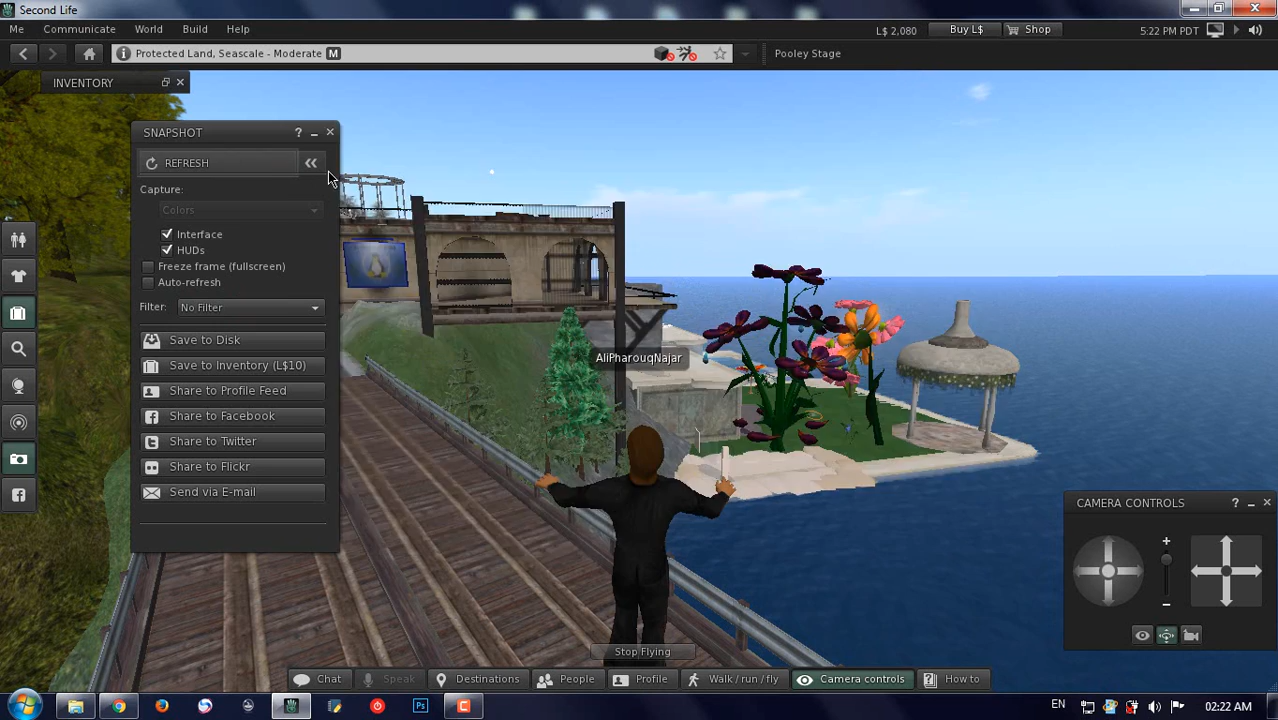 Second Life
Me Communicate World Build Help
L$ 2,080 Buy L$ Shop 5:22 PM PDT
Protected Land, Seascale - Moderate M Pooley Stage
INVENTORY
SNAPSHOT ?
REFRESH
Capture:
Colors
Interface
HUDs
Freeze frame (fullscreen)
Auto-refresh
Filter: No Filter
Save to Disk
Save to Inventory (L$10)
Share to Profile Feed
Share to Facebook
Share to Twitter
Share to Flickr
Send via E-mail
AliPharouqNajar
CAMERA CONTROLS ?
Stop Flying
Chat Speak Destinations People Profile Walk / run / fly Camera controls How to
Ps EN 02:22 AM